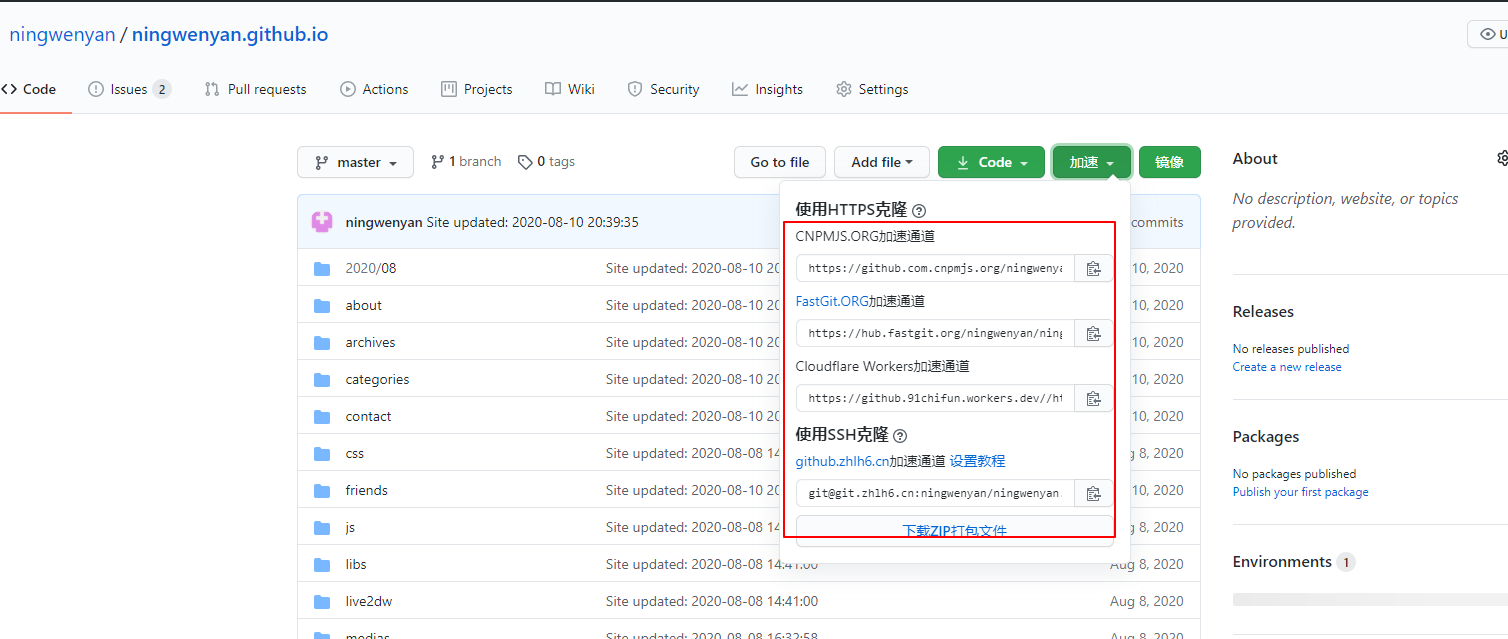 ningwenyan / ningwenyan.github.io
Code Issues 2 Pull requests Actions Projects Wiki Security Insights Settings
master 1 branch 0 tags Go to file Add file Code 加速 镜像
ningwenyan Site updated: 2020-08-10 20:39:35 commits
2020/08 Site updated: 2020-08-10 20 10, 2020
about Site updated: 2020-08-10 20 10, 2020
archives Site updated: 2020-08-10 20 10, 2020
categories Site updated: 2020-08-10 20 10, 2020
contact Site updated: 2020-08-10 20 10, 2020
css Site updated: 2020-08-08 14 8, 2020
friends Site updated: 2020-08-10 20 10, 2020
js Site updated: 2020-08-08 14 8, 2020
libs Site updated: 2020-08-08 14:41:00 Aug 8, 2020
live2dw Site updated: 2020-08-08 14:41:00 Aug 8, 2020
medias Site updated: 2020-08-08 16:32:58 Aug 8, 2020
使用HTTPS克隆
CNPMJS.ORG加速通道
https://github.com.cnpmjs.org/ningwenya
FastGit.ORG加速通道
https://hub.fastgit.org/ningwenyan/ning
Cloudflare Workers加速通道
https://github.91chifun.workers.dev//ht
使用SSH克隆
github.zhlh6.cn加速通道 设置教程
git@git.zhlh6.cn:ningwenyan/ningwenyan.
下载ZIP打包文件
About
No description, website, or topics
provided.
Releases
No releases published
Create a new release
Packages
No packages published
Publish your first package
Environments 1